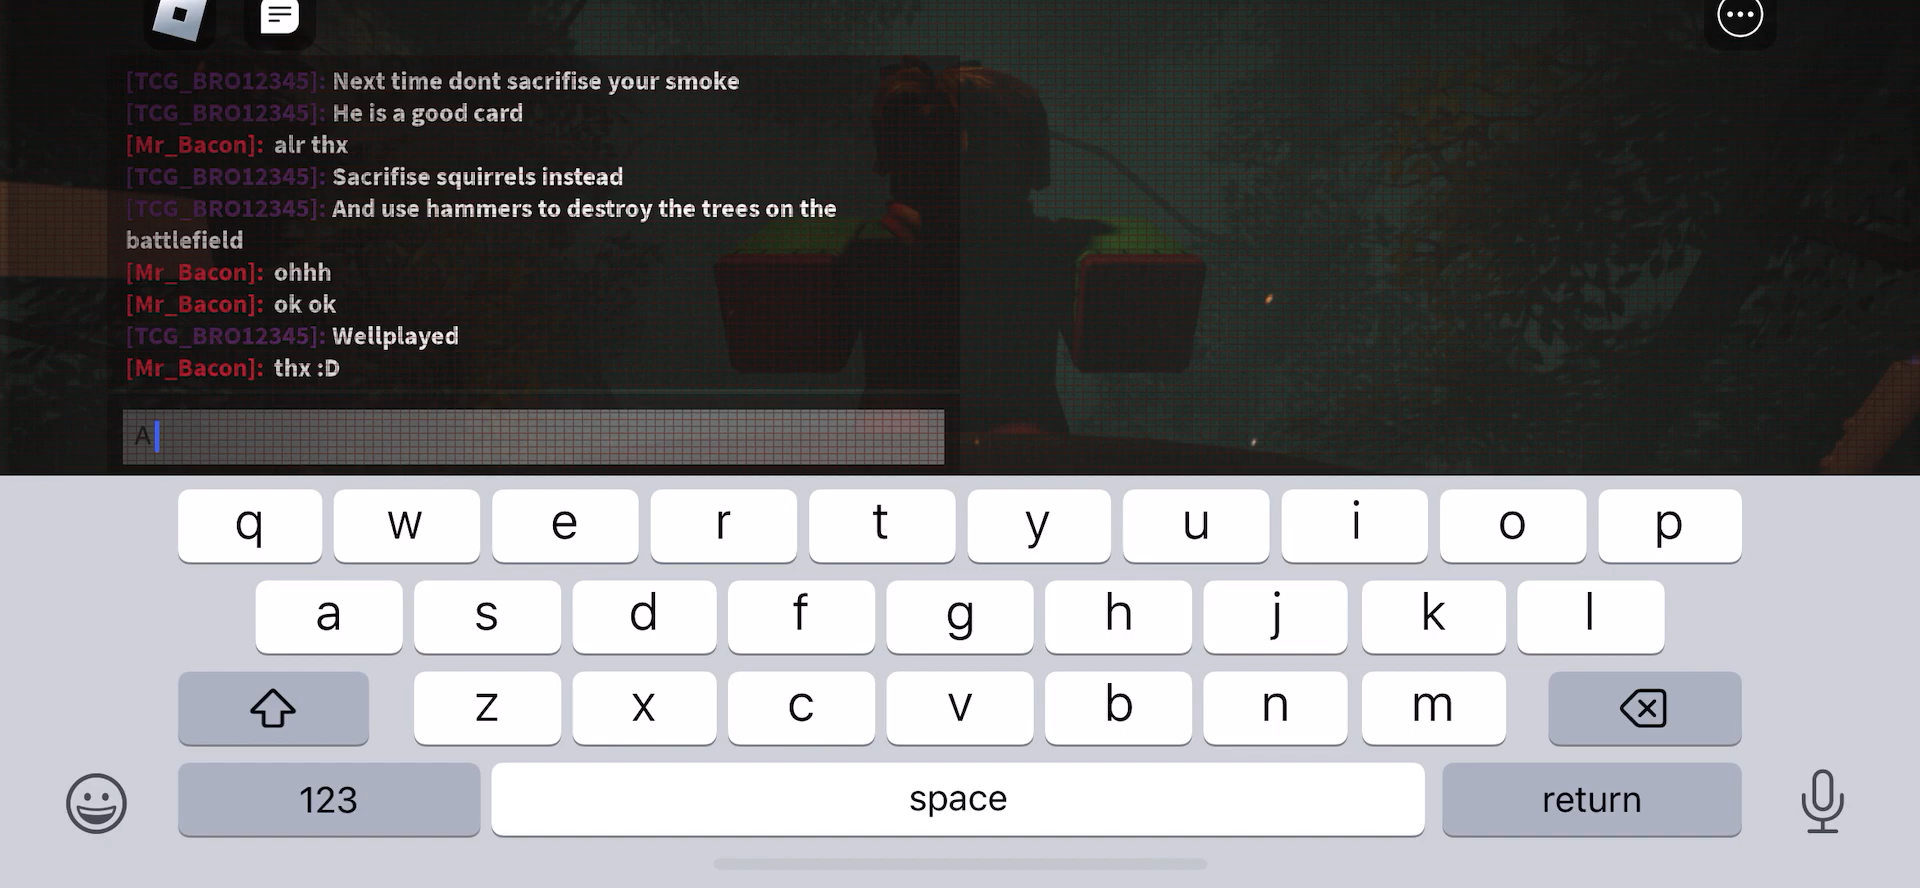 [TCG_BRO12345]: Next time dont sacrifise your smoke
[TCG_BRO12345]: He is a good card
[Mr_Bacon]: alr thx
[TCG_BRO12345]: Sacrifise squirrels instead
[TCG_BRO12345]: And use hammers to destroy the trees on the
battlefield
[Mr_Bacon]: ohhh
[Mr_Bacon]: ok ok
[TCG_BRO12345]: Wellplayed
[Mr_Bacon]: thx :D
A
q w e r t y u i o p
a s d f g h j k l
z x c v b n m
123 space return